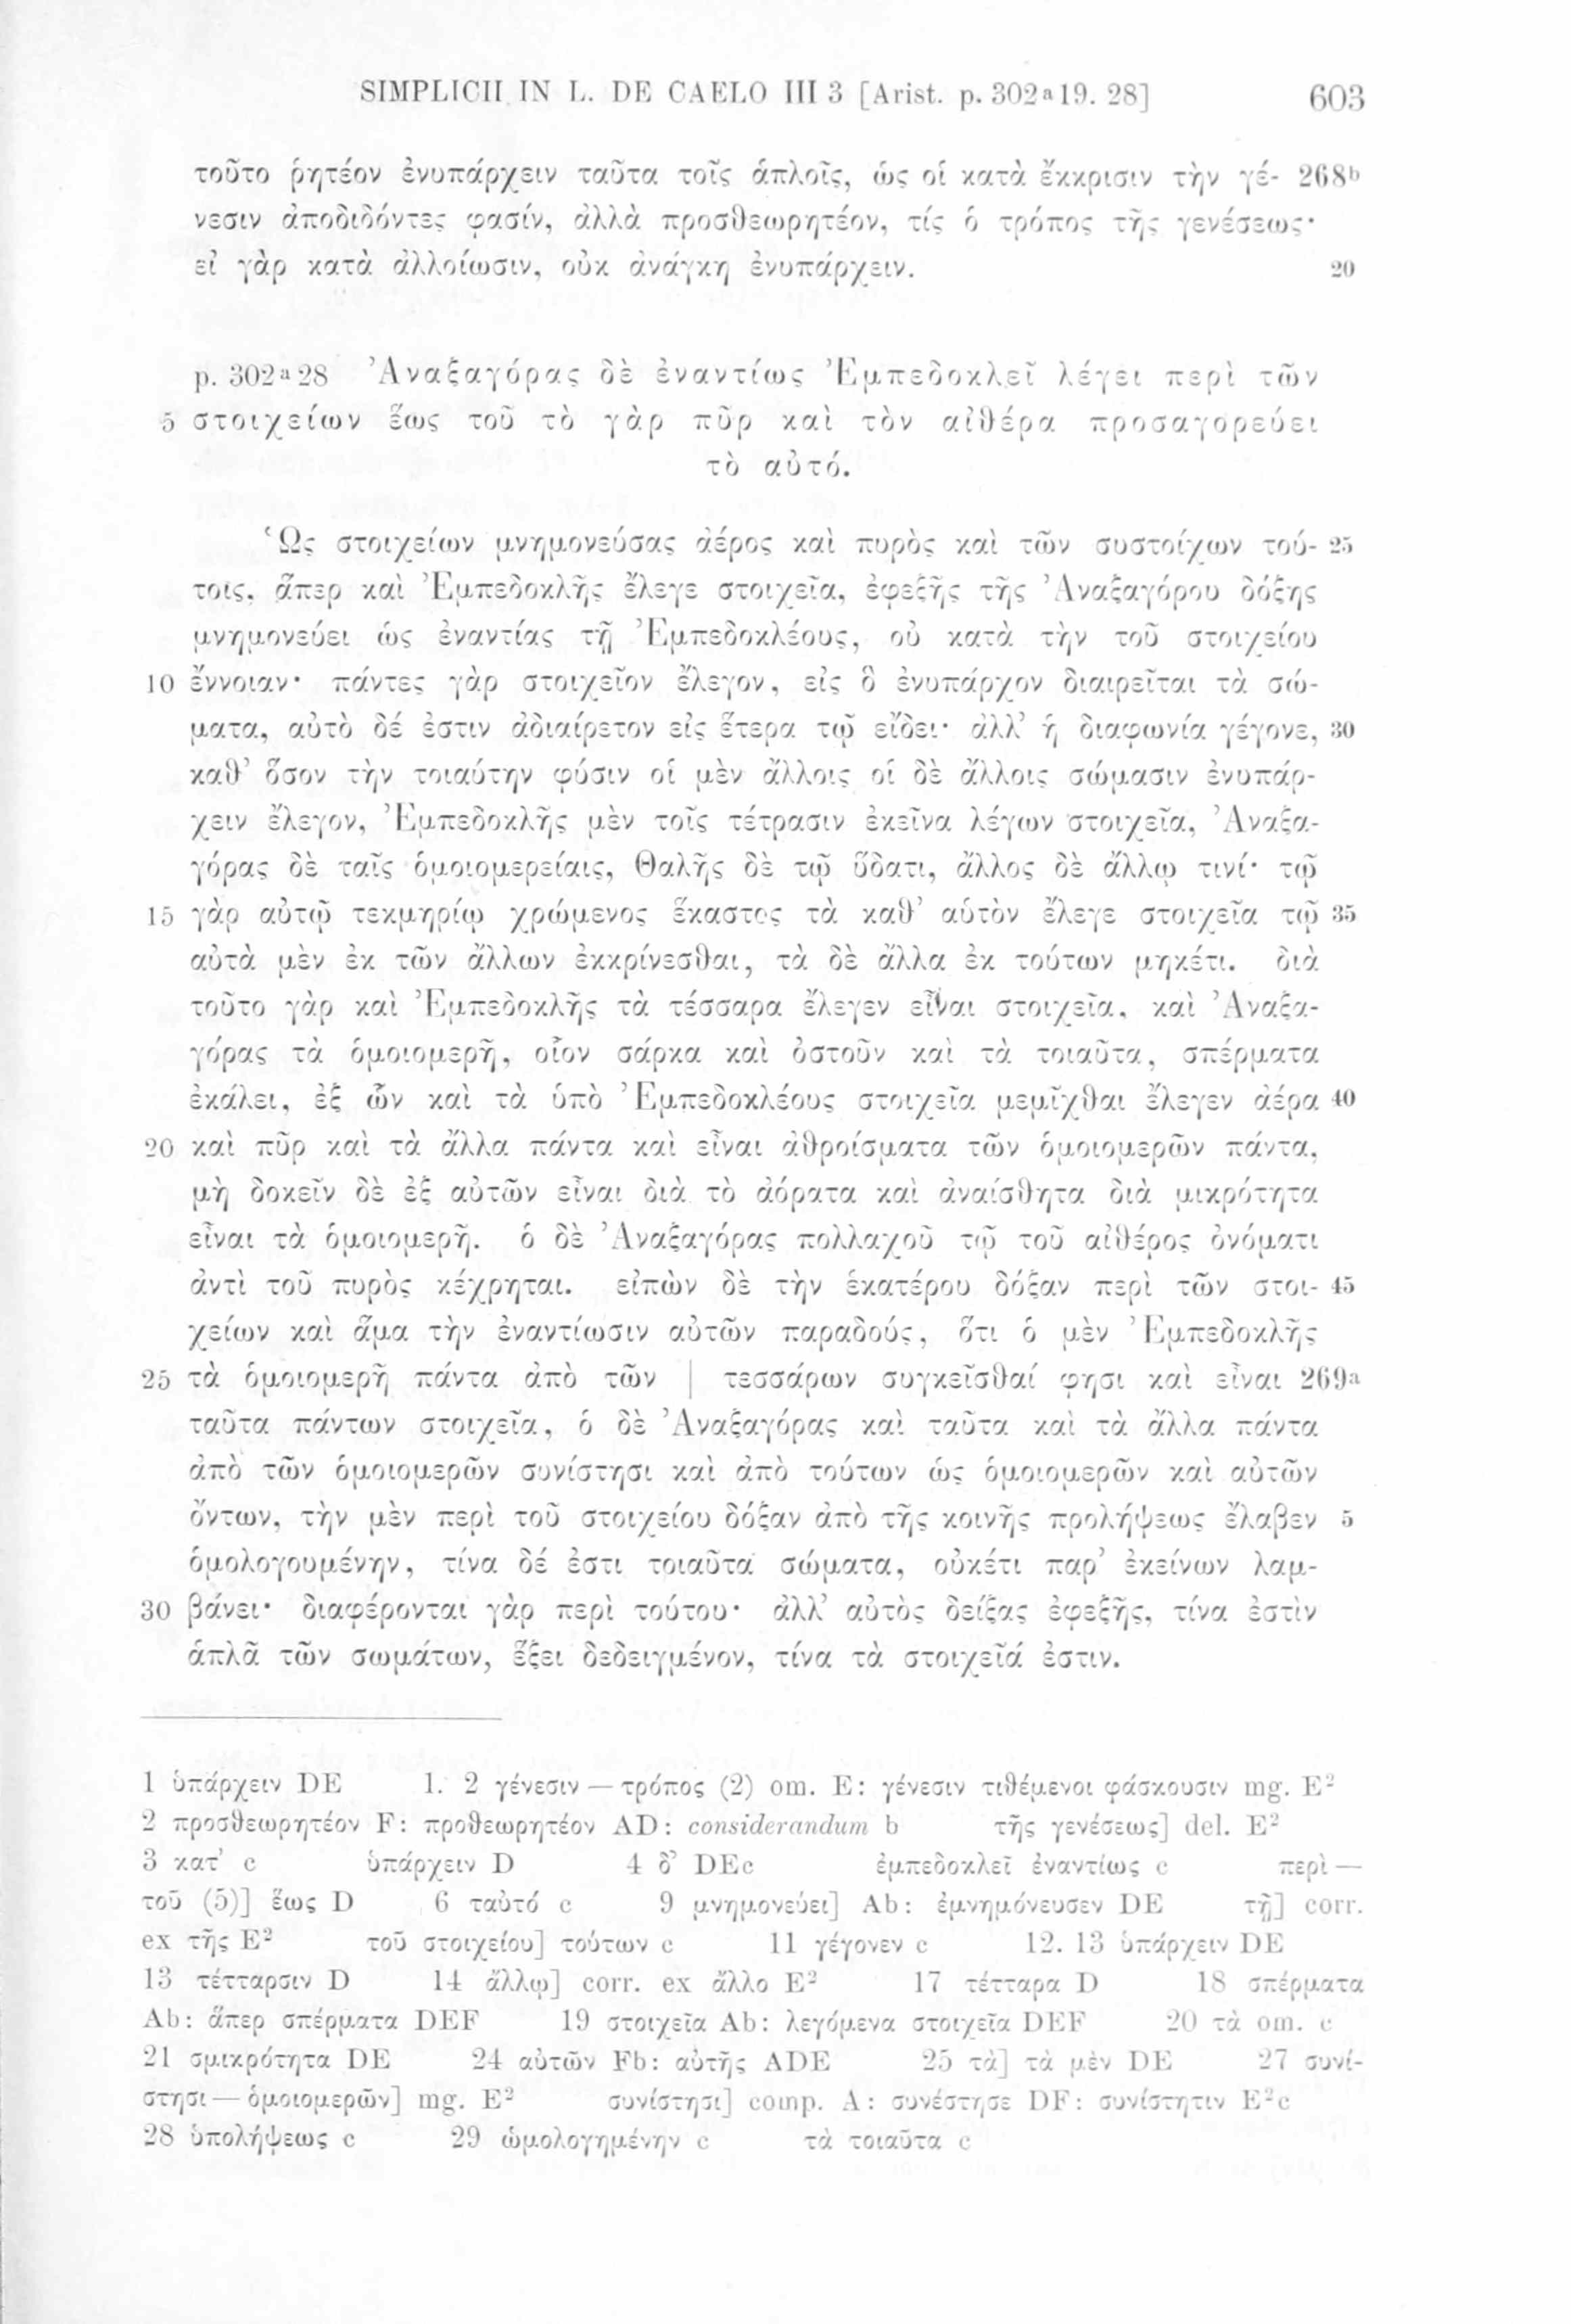 SIMPLICII IN L. DE CAELO III 3 [Arist. p. 302ᵃ19. 28] 603
τοῦτο ῥητέον ἐνυπάρχειν ταῦτα τοῖς ἁπλοῖς, ὡς οἱ κατὰ ἔκκρισιν τὴν γέ- 268ᵇ
νεσιν ἀποδιδόντες φασίν, ἀλλὰ προσθεωρητέον, τίς ὁ τρόπος τῆς γενέσεως·
εἰ γὰρ κατὰ ἀλλοίωσιν, οὐκ ἀνάγκη ἐνυπάρχειν. 20
p. 302ᵃ28 Ἀναξαγόρας δὲ ἐναντίως Ἐμπεδοκλεῖ λέγει περὶ τῶν
5 στοιχείων ἕως τοῦ τὸ γὰρ πῦρ καὶ τὸν αἰθέρα προσαγορεύει
τὸ αὐτό.
Ὡς στοιχείων μνημονεύσας ἀέρος καὶ πυρὸς καὶ τῶν συστοίχων τού- 25
τοις, ἅπερ καὶ Ἐμπεδοκλῆς ἔλεγε στοιχεῖα, ἐφεξῆς τῆς Ἀναξαγόρου δόξης
μνημονεύει ὡς ἐναντίας τῇ Ἐμπεδοκλέους, οὐ κατὰ τὴν τοῦ στοιχείου
10 ἔννοιαν· πάντες γὰρ στοιχεῖον ἔλεγον, εἰς ὃ ἐνυπάρχον διαιρεῖται τὰ σώ-
ματα, αὐτὸ δέ ἐστιν ἀδιαίρετον εἰς ἕτερα τῷ εἴδει· ἀλλ’ ἡ διαφωνία γέγονε, 30
καθ’ ὅσον τὴν τοιαύτην φύσιν οἱ μὲν ἄλλοις οἱ δὲ ἄλλοις σώμασιν ἐνυπάρ-
χειν ἔλεγον, Ἐμπεδοκλῆς μὲν τοῖς τέτρασιν ἐκεῖνα λέγων στοιχεῖα, Ἀναξα-
γόρας δὲ ταῖς ὁμοιομερείαις, Θαλῆς δὲ τῷ ὕδατι, ἄλλος δὲ ἄλλῳ τινί· τῷ
15 γὰρ αὐτῷ τεκμηρίῳ χρώμενος ἕκαστος τὰ καθ’ αὑτὸν ἔλεγε στοιχεῖα τῷ 35
αὐτὰ μὲν ἐκ τῶν ἄλλων ἐκκρίνεσθαι, τὰ δὲ ἄλλα ἐκ τούτων μηκέτι. διὰ
τοῦτο γὰρ καὶ Ἐμπεδοκλῆς τὰ τέσσαρα ἔλεγεν εἶναι στοιχεῖα, καὶ Ἀναξα-
γόρας τὰ ὁμοιομερῆ, οἷον σάρκα καὶ ὀστοῦν καὶ τὰ τοιαῦτα, σπέρματα
ἐκάλει, ἐξ ὧν καὶ τὰ ὑπὸ Ἐμπεδοκλέους στοιχεῖα μεμῖχθαι ἔλεγεν ἀέρα 40
20 καὶ πῦρ καὶ τὰ ἄλλα πάντα καὶ εἶναι ἀθροίσματα τῶν ὁμοιομερῶν πάντα,
μὴ δοκεῖν δὲ ἐξ αὐτῶν εἶναι διὰ τὸ ἀόρατα καὶ ἀναίσθητα διὰ μικρότητα
εἶναι τὰ ὁμοιομερῆ. ὁ δὲ Ἀναξαγόρας πολλαχοῦ τῷ τοῦ αἰθέρος ὀνόματι
ἀντὶ τοῦ πυρὸς κέχρηται. εἰπὼν δὲ τὴν ἑκατέρου δόξαν περὶ τῶν στοι- 45
χείων καὶ ἅμα τὴν ἐναντίωσιν αὐτῶν παραδούς, ὅτι ὁ μὲν Ἐμπεδοκλῆς
25 τὰ ὁμοιομερῆ πάντα ἀπὸ τῶν | τεσσάρων συγκεῖσθαί φησι καὶ εἶναι 269ᵃ
ταῦτα πάντων στοιχεῖα, ὁ δὲ Ἀναξαγόρας καὶ ταῦτα καὶ τὰ ἄλλα πάντα
ἀπὸ τῶν ὁμοιομερῶν συνίστησι καὶ ἀπὸ τούτων ὡς ὁμοιομερῶν καὶ αὐτῶν
ὄντων, τὴν μὲν περὶ τοῦ στοιχείου δόξαν ἀπὸ τῆς κοινῆς προλήψεως ἔλαβεν 5
ὁμολογουμένην, τίνα δέ ἐστι τοιαῦτα σώματα, οὐκέτι παρ’ ἐκείνων λαμ-
30 βάνει· διαφέρονται γὰρ περὶ τούτου· ἀλλ’ αὐτὸς δείξας ἐφεξῆς, τίνα ἐστὶν
ἁπλᾶ τῶν σωμάτων, ἕξει δεδειγμένον, τίνα τὰ στοιχεῖά ἐστιν.
1 ὑπάρχειν DE 1. 2 γένεσιν — τρόπος (2) om. E: γένεσιν τιθέμενοι φάσκουσιν mg. E²
2 προσθεωρητέον F: προθεωρητέον AD: considerandum b τῆς γενέσεως] del. E²
3 κατ’ c ὑπάρχειν D 4 δ’ DEc ἐμπεδοκλεῖ ἐναντίως c περὶ —
τοῦ (5)] ἕως D 6 ταὐτό c 9 μνημονεύει] Ab: ἐμνημόνευσεν DE τῇ] corr.
ex τῆς E² τοῦ στοιχείου] τούτων c 11 γέγονεν c 12. 13 ὑπάρχειν DE
13 τέτταρσιν D 14 ἄλλῳ] corr. ex ἄλλο E² 17 τέτταρα D 18 σπέρματα
Ab: ἅπερ σπέρματα DEF 19 στοιχεῖα Ab: λεγόμενα στοιχεῖα DEF 20 τὰ om. c
21 σμικρότητα DE 24 αὐτῶν Fb: αὐτῆς ADE 25 τὰ] τὰ μὲν DE 27 συνί-
στησι — ὁμοιομερῶν] mg. E² συνίστησι] comp. A: συνέστησε DF: συνίστητιν E²c
28 ὑπολήψεως c 29 ὡμολογημένην c τὰ τοιαῦτα c